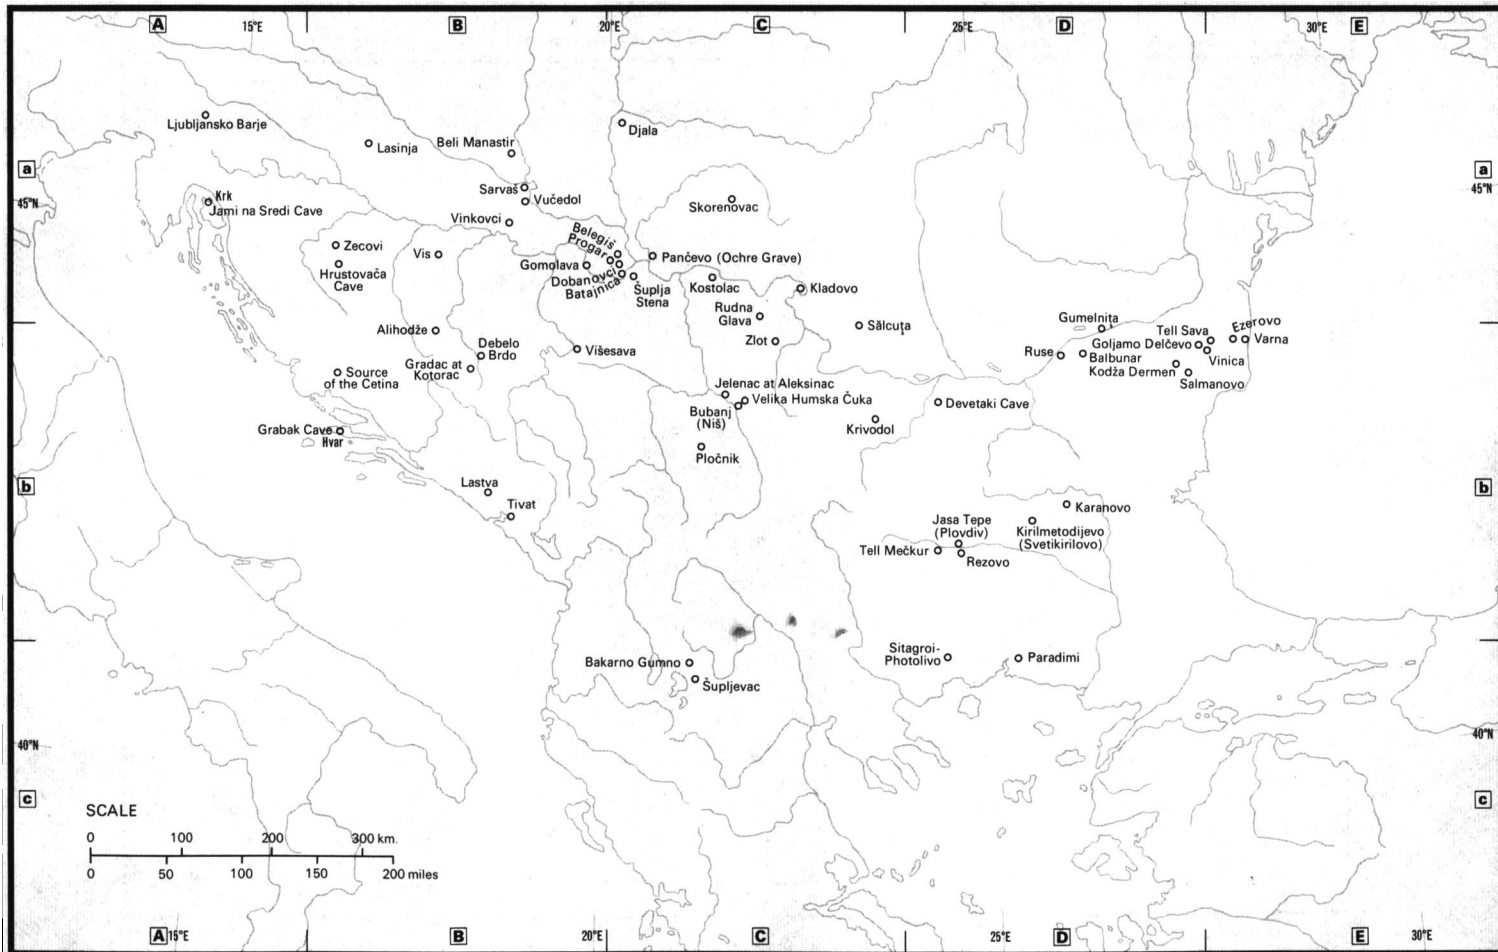 A B C D E
15°E 20°E 25°E 30°E
Ljubljansko Barje
Lasinja
Beli Manastir
Djala
a a
45°N 45°N
Krk
Jami na Sredi Cave
Sarvaš
Vučedol
Skorenovac
Vinkovci
Zecovi
Hrustovača
Cave
Vis
Belegiš
Progar
Gomolava
Dobanovci
Batajnica
Pančevo (Ochre Grave)
Šuplja
Stena
Kostolac
Kladovo
Rudna
Glava
Zlot
Sălcuţa
Alihodže
Debelo
Brdo
Gradac at
Kotorac
Višesava
Source
of the Cetina
Gumelniţa
Ruse
Balbunar
Tell Sava
Goljamo Delčevo
Ezerovo
Varna
Vinica
Kodža Dermen
Salmanovo
Jelenac at Aleksinac
Velika Humska Čuka
Bubanj
(Niš)
Devetaki Cave
Krivodol
Grabak Cave
Hvar
Pločnik
b b
Lastva
Tivat
Karanovo
Jasa Tepe
(Plovdiv)
Kirilmetodijevo
(Svetikirilovo)
Tell Mečkur
Rezovo
Bakarno Gumno
Šupljevac
Sitagroi-
Photolivo
Paradimi
40°N 40°N
c c
SCALE
0 100 200 300 km.
0 50 100 150 200 miles
A 15°E B 20°E C 25°E D E 30°E